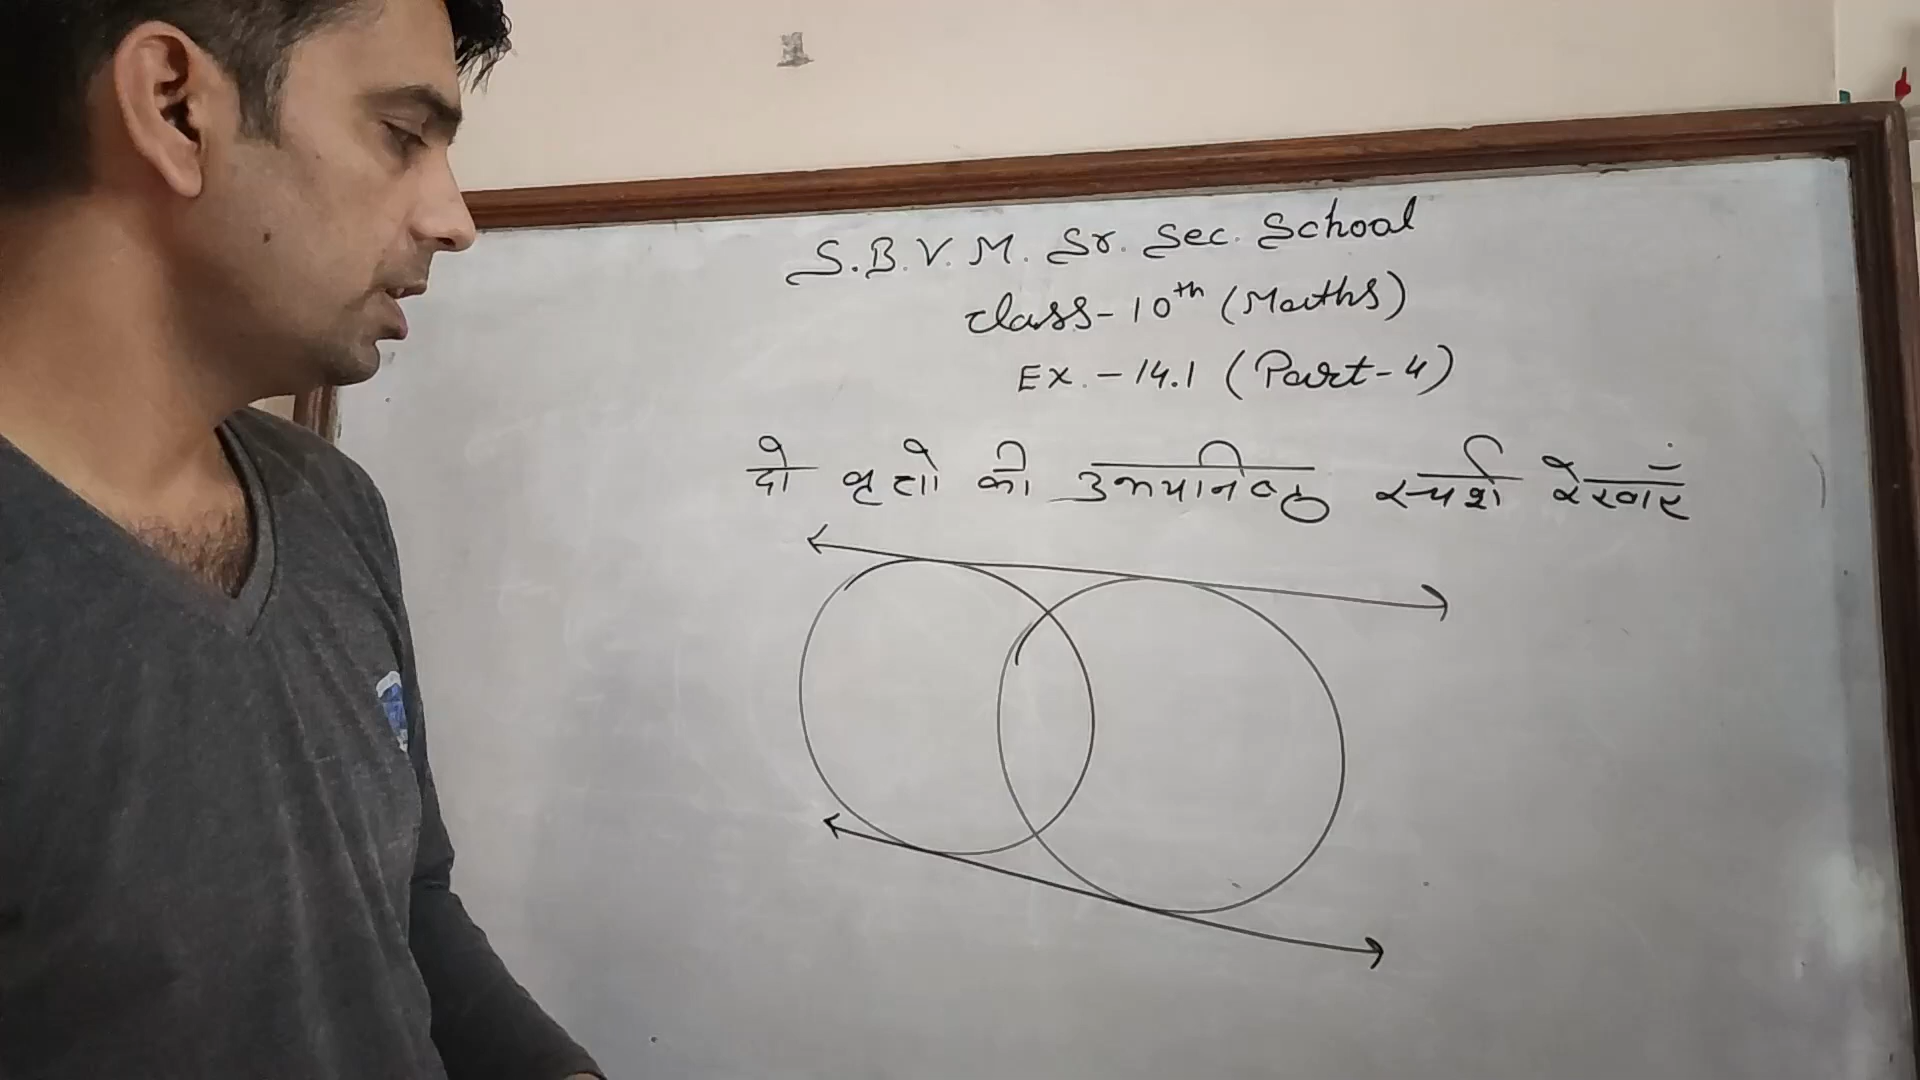 S.B.V.M. Sr. Sec. School
Class-10th (Maths)
Ex.-14.1 (Part-4)
दो वृतो की उभयनिष्ठ स्पर्श रेखाएं